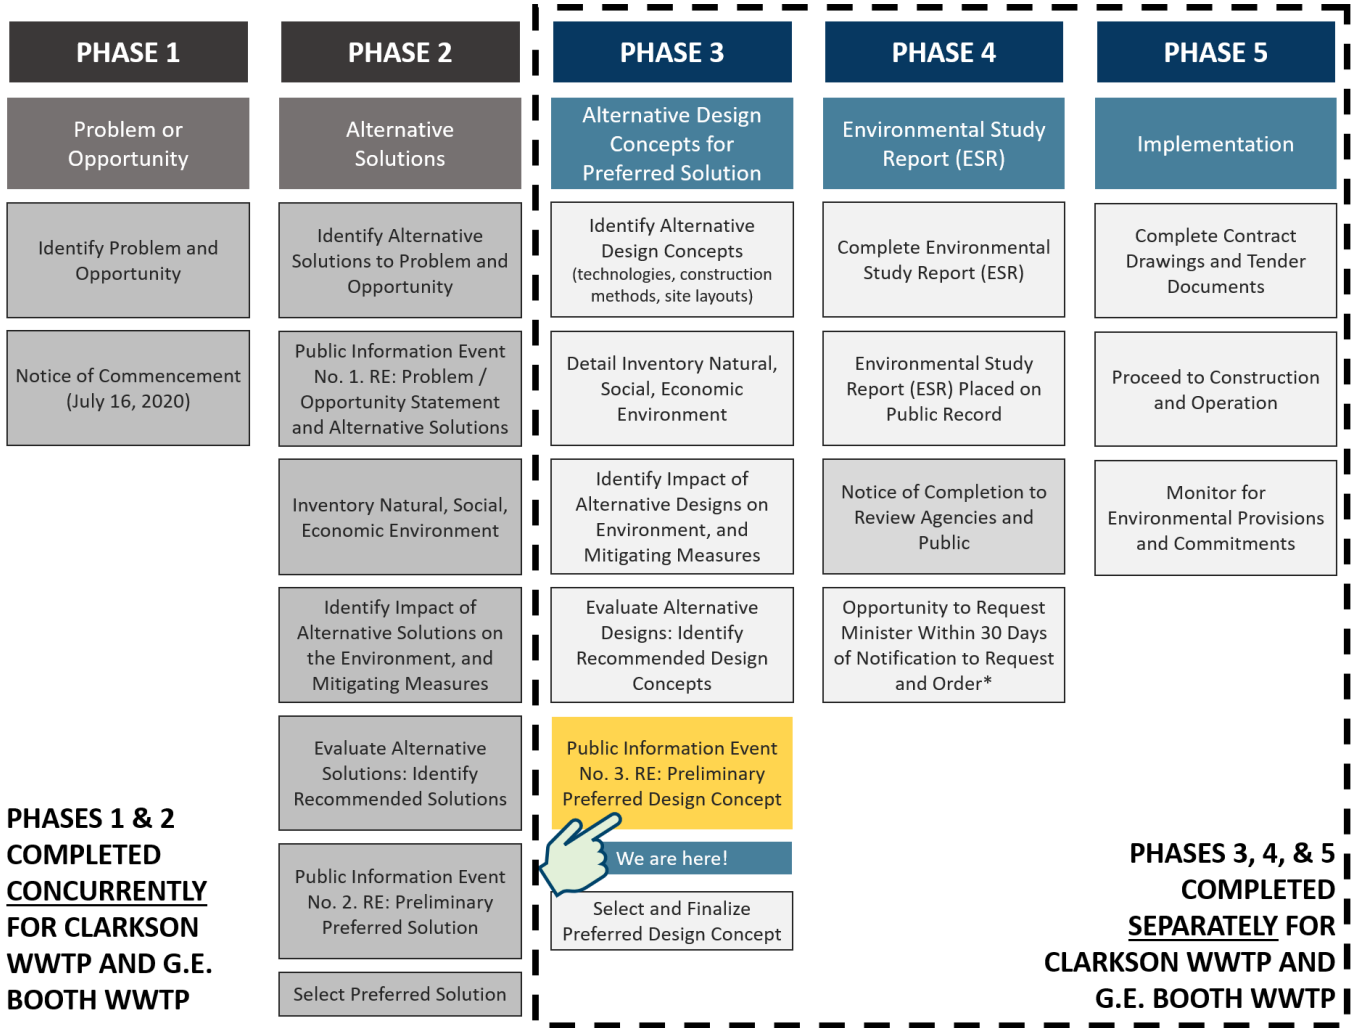 PHASE 1
Problem or
Opportunity
Identify Problem and
Opportunity
Notice of Commencement
(July 16, 2020)
PHASES 1 & 2
COMPLETED
CONCURRENTLY
FOR CLARKSON
WWTP AND G.E.
BOOTH WWTP
PHASE 2
Alternative
Solutions
Identify Alternative
Solutions to Problem and
Opportunity
Public Information Event
No. 1. RE: Problem /
Opportunity Statement
and Alternative Solutions
Inventory Natural, Social,
Economic Environment
Identify Impact of
Alternative Solutions on
the Environment, and
Mitigating Measures
Evaluate Alternative
Solutions: Identify
Recommended Solutions
Public Information Event
No. 2. RE: Preliminary
Preferred Solution
Select Preferred Solution
PHASE 3
Alternative Design
Concepts for
Preferred Solution
Identify Alternative
Design Concepts
(technologies, construction
methods, site layouts)
Detail Inventory Natural,
Social, Economic
Environment
Identify Impact of
Alternative Designs on
Environment, and
Mitigating Measures
Evaluate Alternative
Designs: Identify
Recommended Design
Concepts
Public Information Event
No. 3. RE: Preliminary
Preferred Design Concept
We are here!
Select and Finalize
Preferred Design Concept
PHASE 4
Environmental Study
Report (ESR)
Complete Environmental
Study Report (ESR)
Environmental Study
Report (ESR) Placed on
Public Record
Notice of Completion to
Review Agencies and
Public
Opportunity to Request
Minister Within 30 Days
of Notification to Request
and Order*
PHASE 5
Implementation
Complete Contract
Drawings and Tender
Documents
Proceed to Construction
and Operation
Monitor for
Environmental Provisions
and Commitments
PHASES 3, 4, & 5
COMPLETED
SEPARATELY FOR
CLARKSON WWTP AND
G.E. BOOTH WWTP